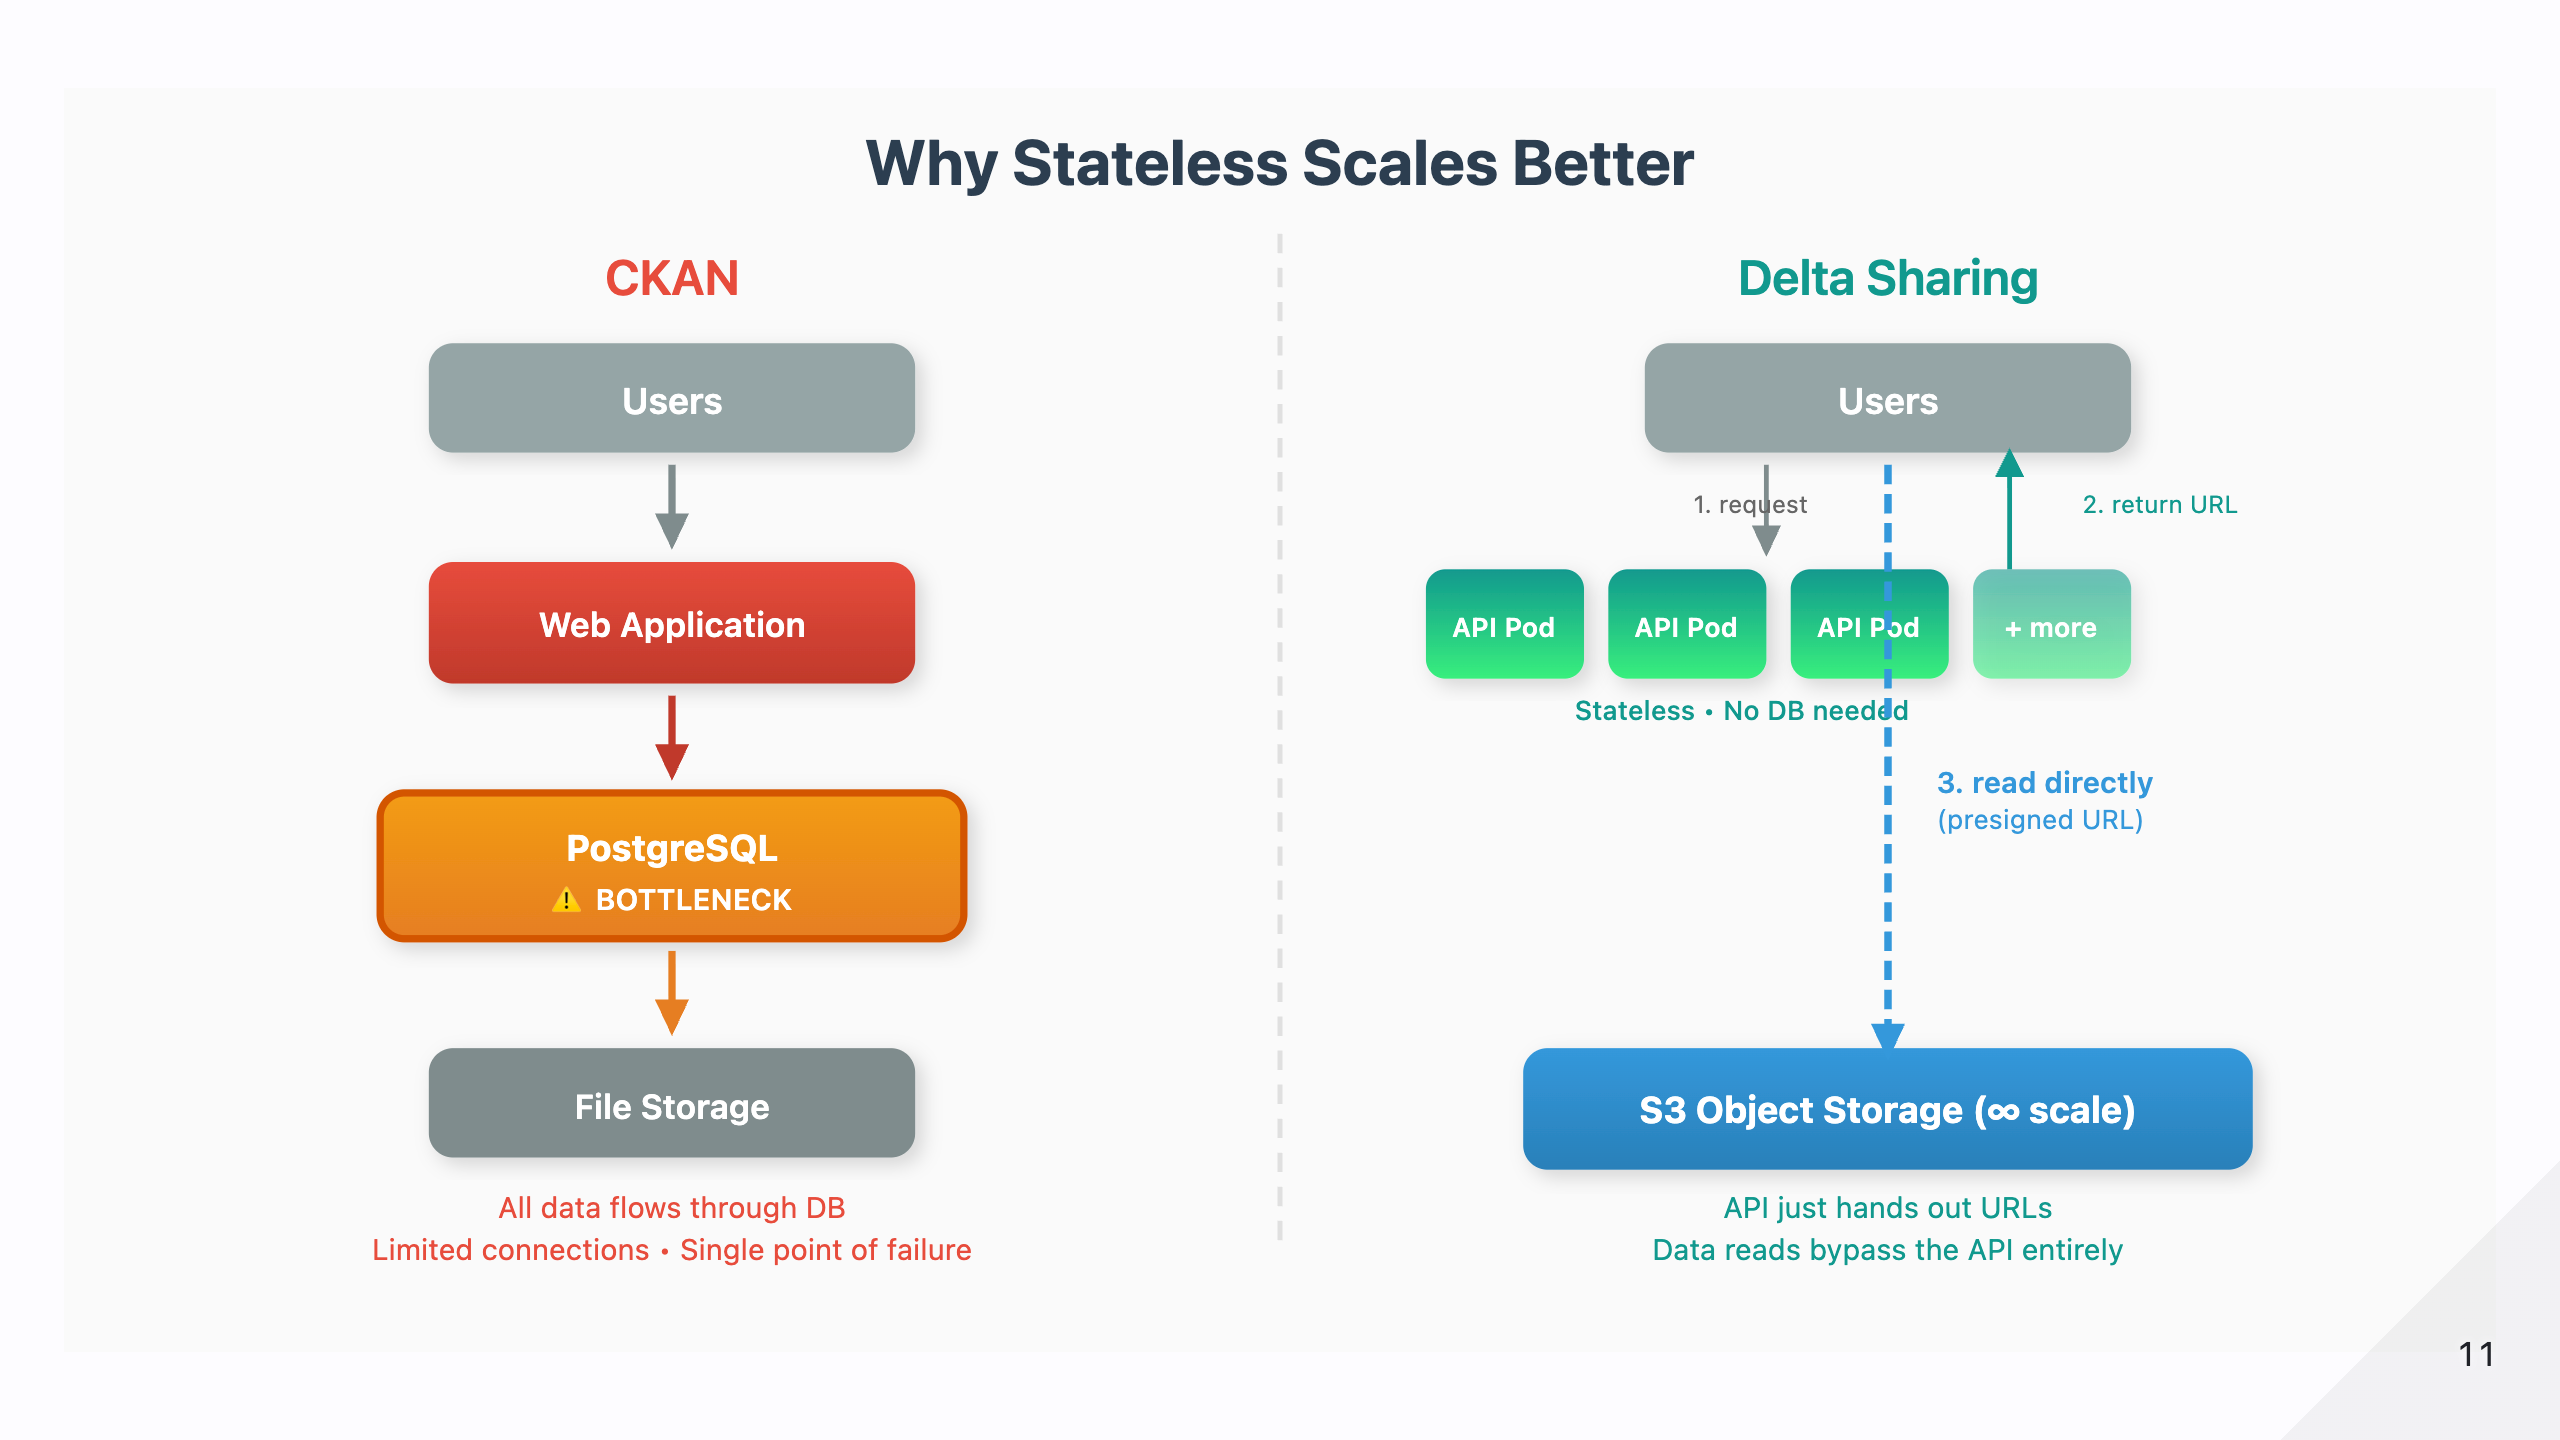 Why Stateless Scales Better
CKAN
Users
Web Application
PostgreSQL
⚠️ BOTTLENECK
File Storage
All data flows through DB
Limited connections • Single point of failure
Delta Sharing
Users
1. request
2. return URL
API Pod
API Pod
API Pod
+ more
Stateless • No DB needed
3. read directly
(presigned URL)
S3 Object Storage (∞ scale)
API just hands out URLs
Data reads bypass the API entirely
11